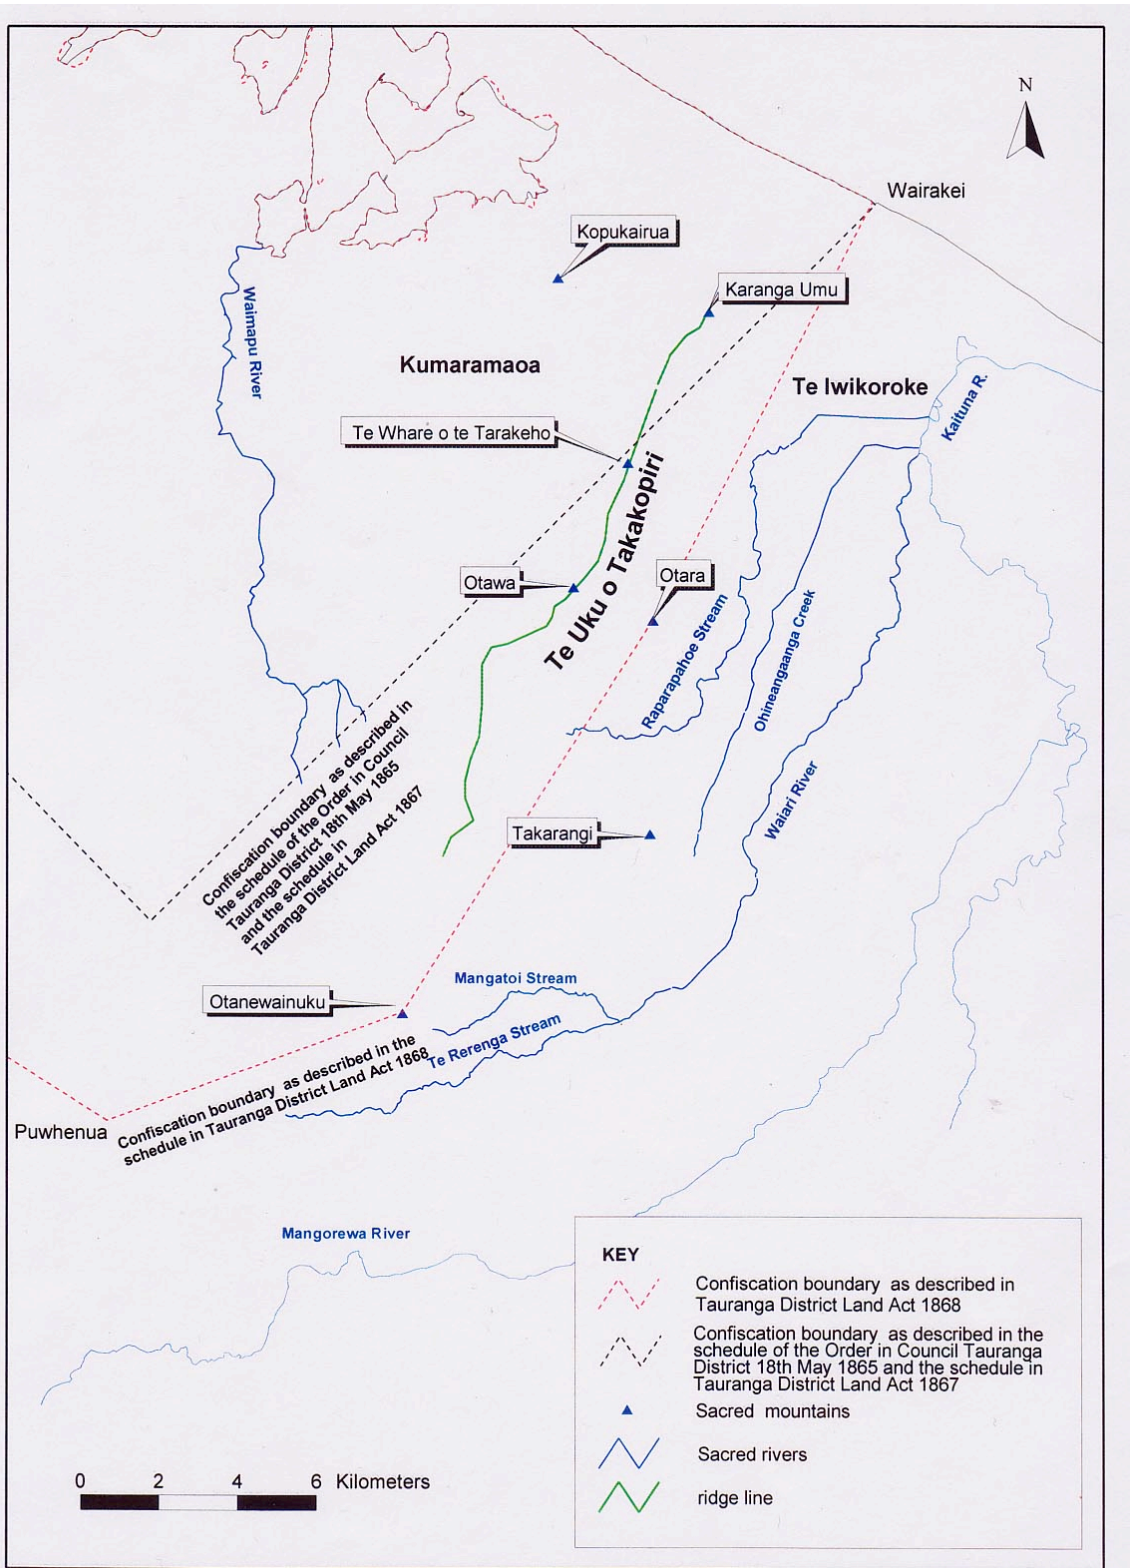 N
Wairakei
Kopukairua
Karanga Umu
Waimapu River
Kumaramaoa
Te Iwikoroke
Kaituna R.
Te Whare o te Tarakeho
Te Uku o Takakopiri
Otawa
Otara
Raparapahoe Stream
Ohineangaanga Creek
Waiari River
Confiscation boundary as described in
the schedule of the Order in Council
Tauranga District 18th May 1865
and the schedule in
Tauranga District Land Act 1867
Takarangi
Otanewainuku
Mangatoi Stream
Te Rerenga Stream
Confiscation boundary as described in the
schedule in Tauranga District Land Act 1868
Puwhenua
Mangorewa River
KEY
Confiscation boundary as described in
Tauranga District Land Act 1868
Confiscation boundary as described in the
schedule of the Order in Council Tauranga
District 18th May 1865 and the schedule in
Tauranga District Land Act 1867
Sacred mountains
Sacred rivers
ridge line
0 2 4 6 Kilometers